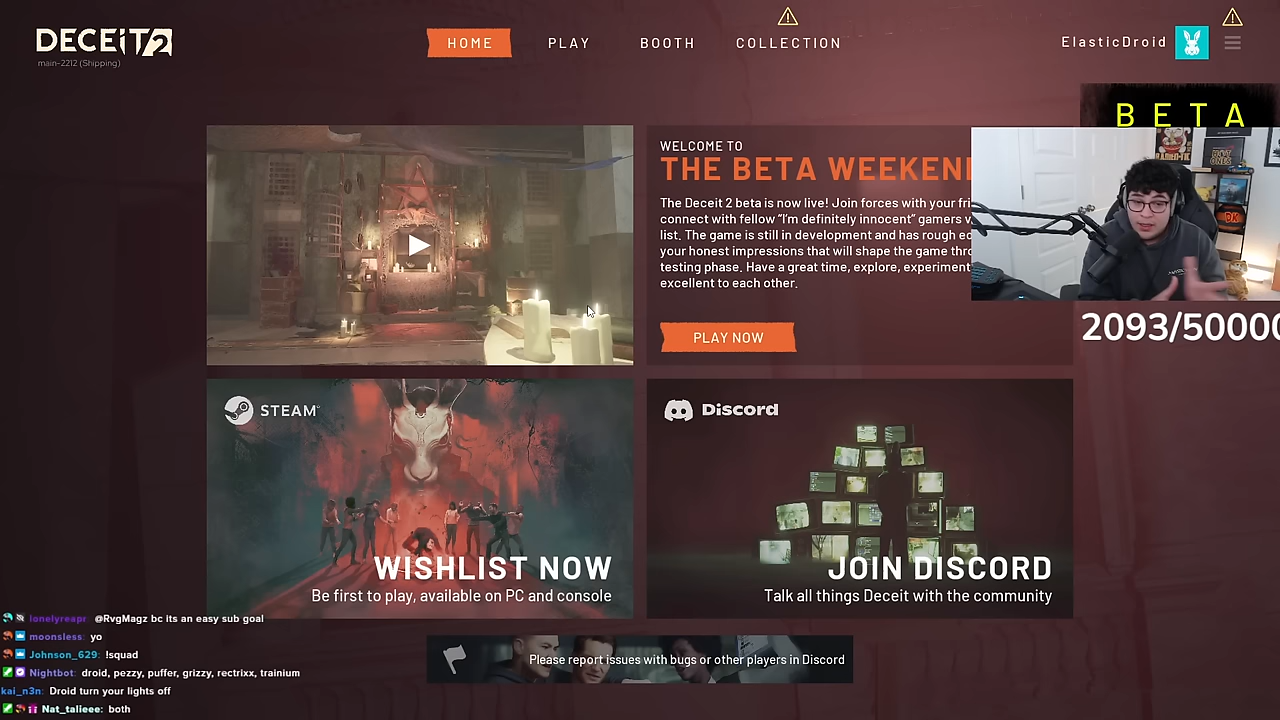 DECEIT2
main-2212 (Shipping)
HOME
PLAY
BOOTH
COLLECTION
ElasticDroid
BETA
WELCOME TO
THE BETA WEEKEN
The Deceit 2 beta is now live! Join forces with your fri
connect with fellow "I'm definitely innocent" gamers v
list. The game is still in development and has rough ed
your honest impressions that will shape the game thro
testing phase. Have a great time, explore, experiment
excellent to each other.
PLAY NOW
2093/5000
STEAM
WISHLIST NOW
Be first to play, available on PC and console
Discord
JOIN DISCORD
Talk all things Deceit with the community
Please report issues with bugs or other players in Discord
lonelyreapr: @RvgMagz bc its an easy sub goal
moonsless: yo
Johnson_629: !squad
Nightbot: droid, pezzy, puffer, grizzy, rectrixx, trainium
kai_n3n: Droid turn your lights off
Nat_talieee: both